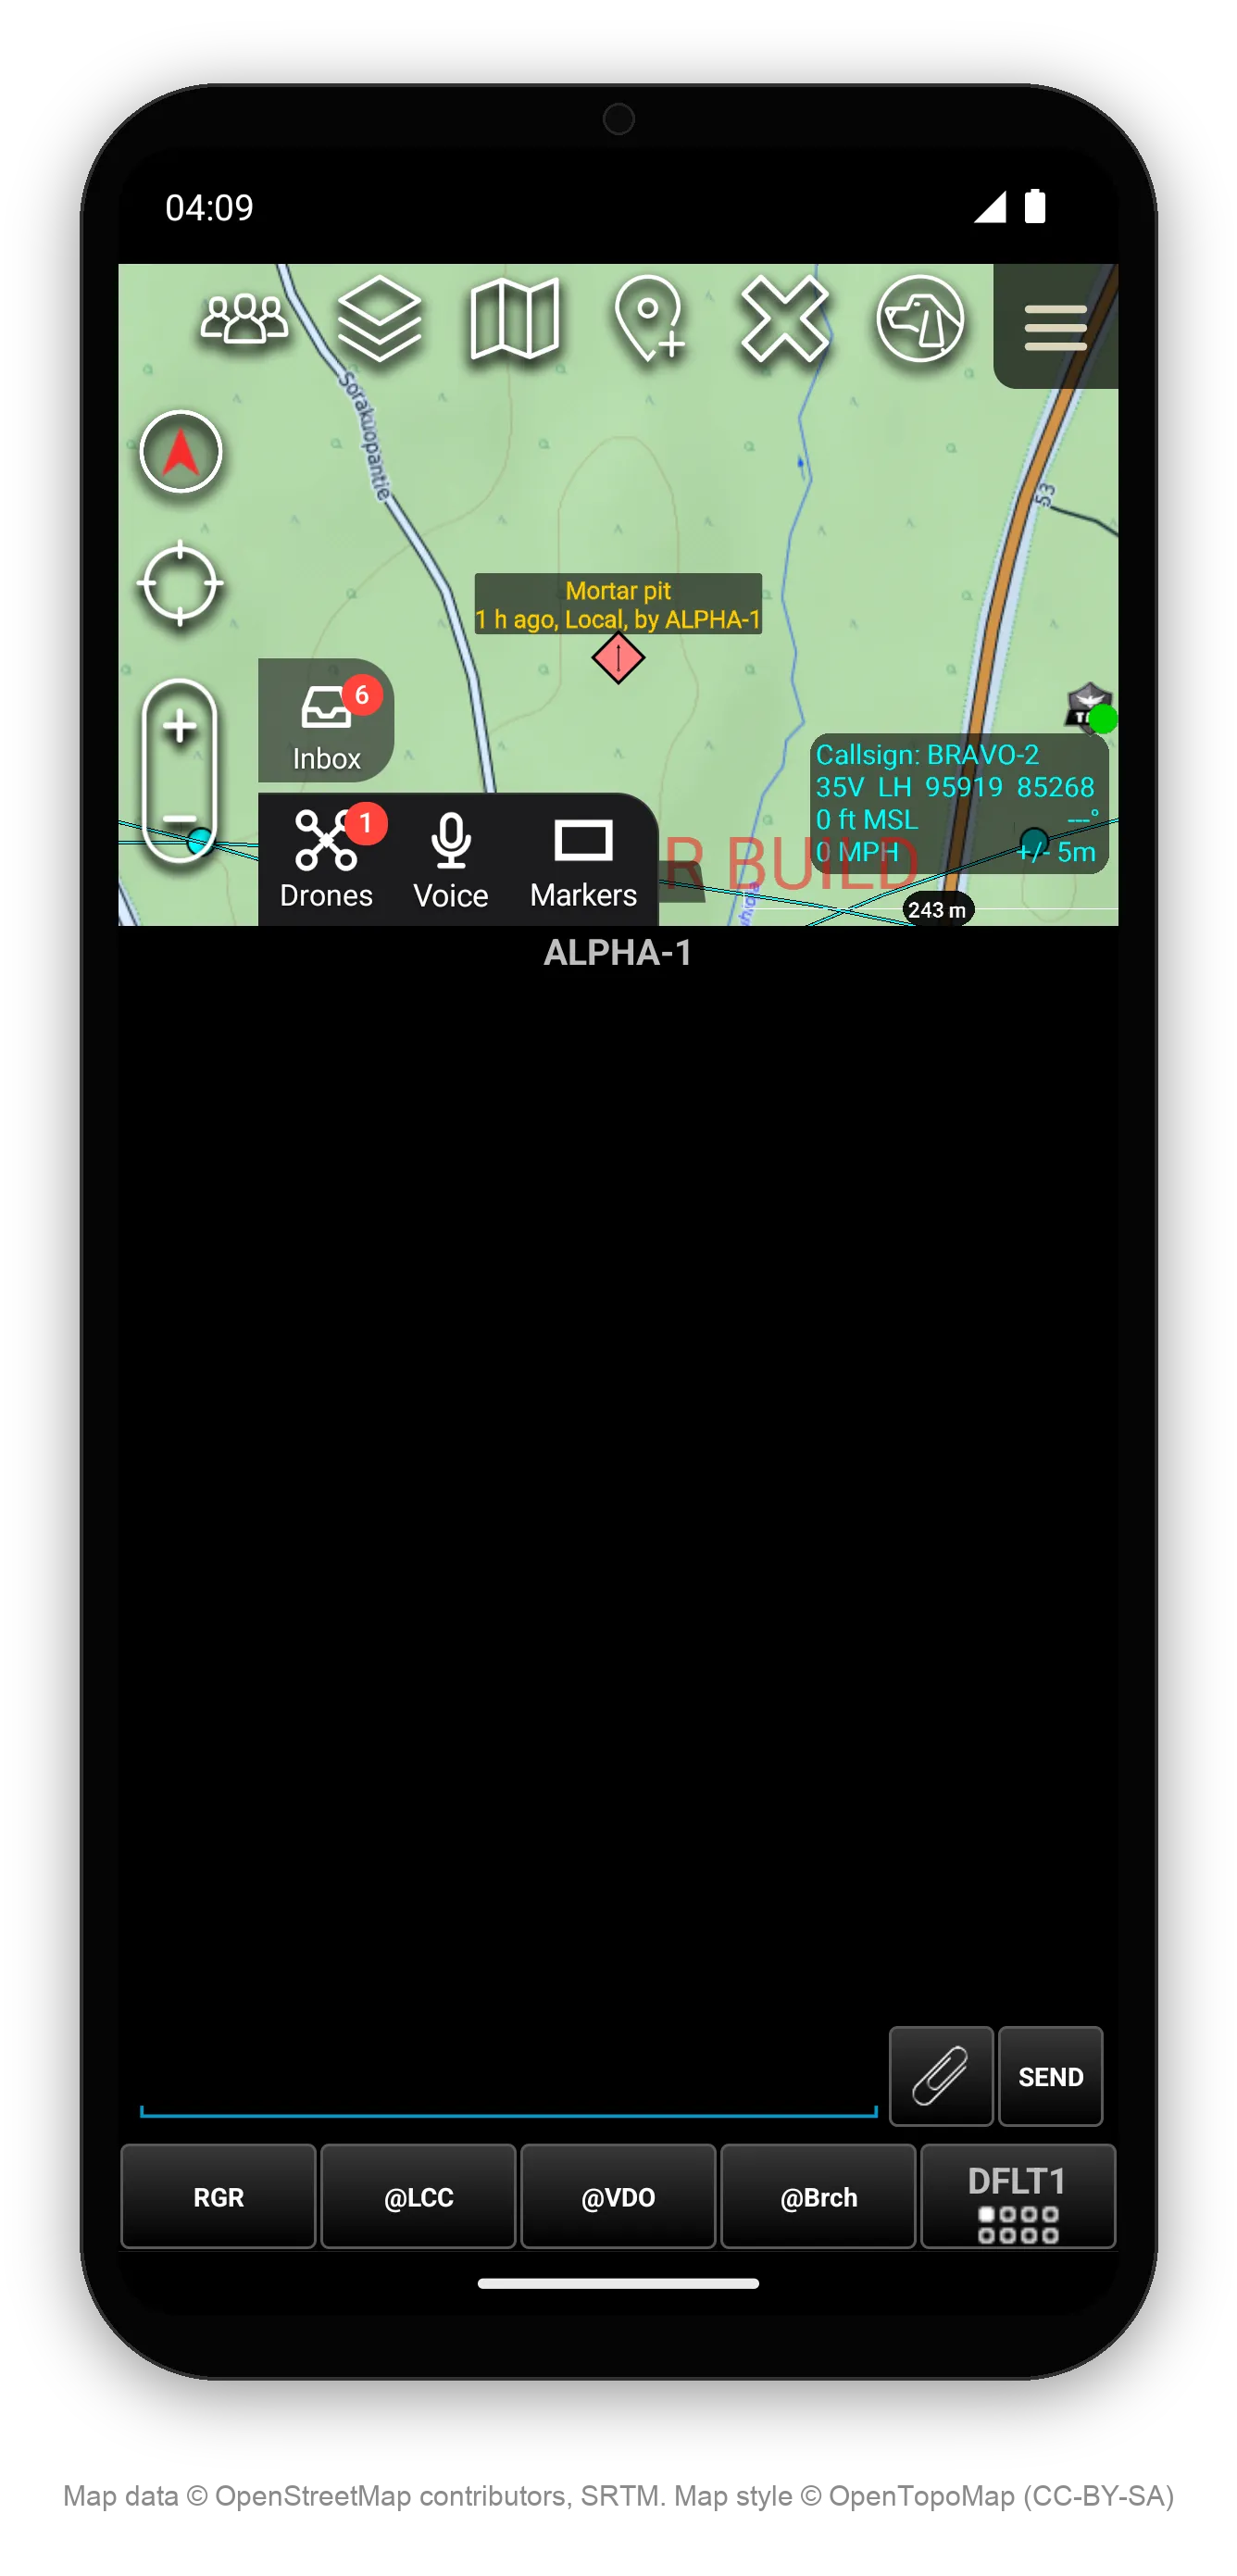 04:09
Sorakuopantie
53
Mortar pit
1 h ago, Local, by ALPHA-1
6
Inbox
Callsign: BRAVO-2
35V LH 95919 85268
0 ft MSL ---°
0 MPH +/- 5m
1
Drones Voice Markers
R BUILD
243 m
ALPHA-1
SEND
RGR @LCC @VDO @Brch DFLT1
Map data © OpenStreetMap contributors, SRTM. Map style © OpenTopoMap (CC-BY-SA)